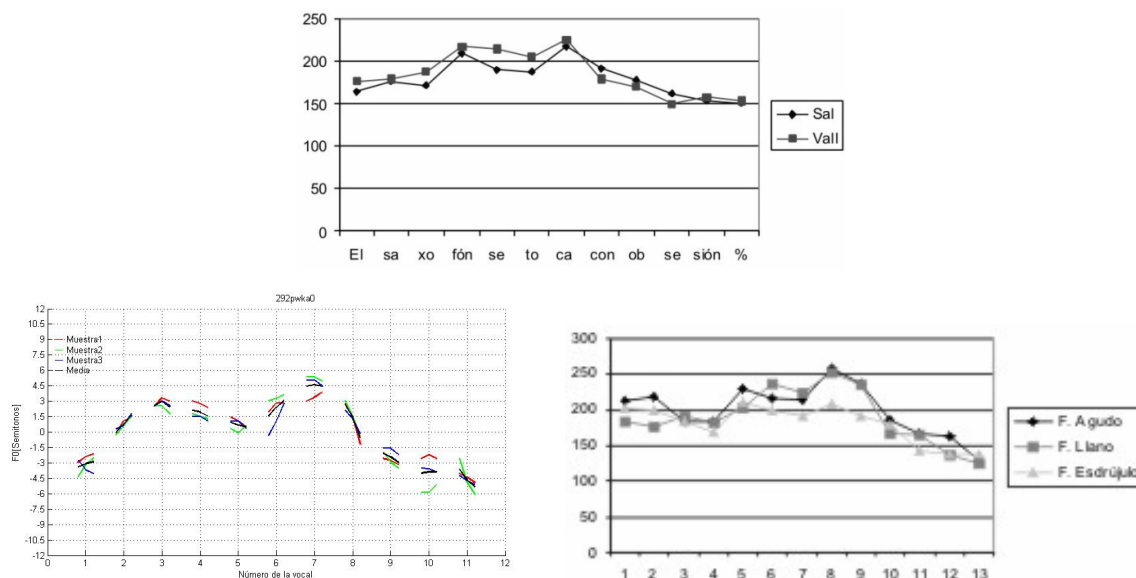 250
200
150
100
50
0
El sa xo fón se to ca con ob se sión %
Sal
Vall
292pwka0
12
10.5
9
7.5
6
4.5
3
1.5
0
-1.5
-3
-4.5
-6
-7.5
-9
-10.5
-12
F0[Semitonos]
Muestra1
Muestra2
Muestra3
Media
0 1 2 3 4 5 6 7 8 9 10 11 12
Número de la vocal
300
250
200
150
100
50
0
1 2 3 4 5 6 7 8 9 10 11 12 13
F. Agudo
F. Llano
F. Esdrújulo